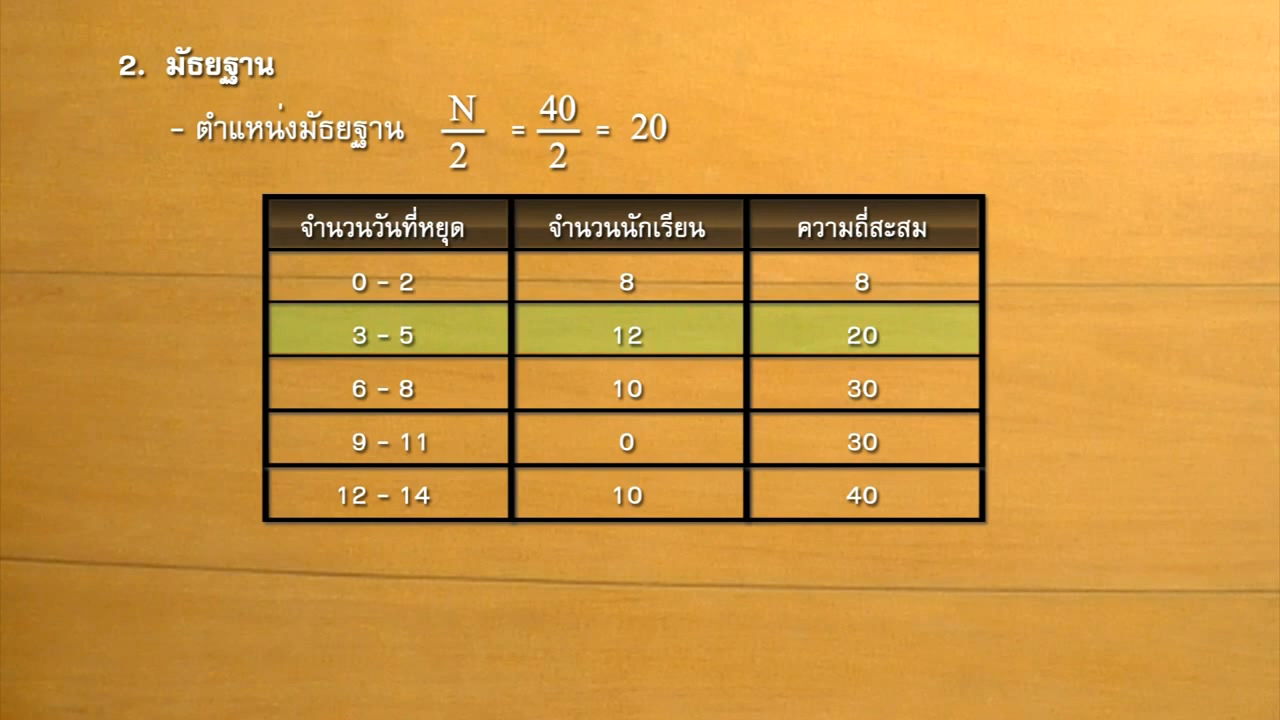 2. มัธยฐาน
- ตำแหน่งมัธยฐาน N/2 = 40/2 = 20
จำนวนวันที่หยุด จำนวนนักเรียน ความถี่สะสม
0 - 2 8 8
3 - 5 12 20
6 - 8 10 30
9 - 11 0 30
12 - 14 10 40